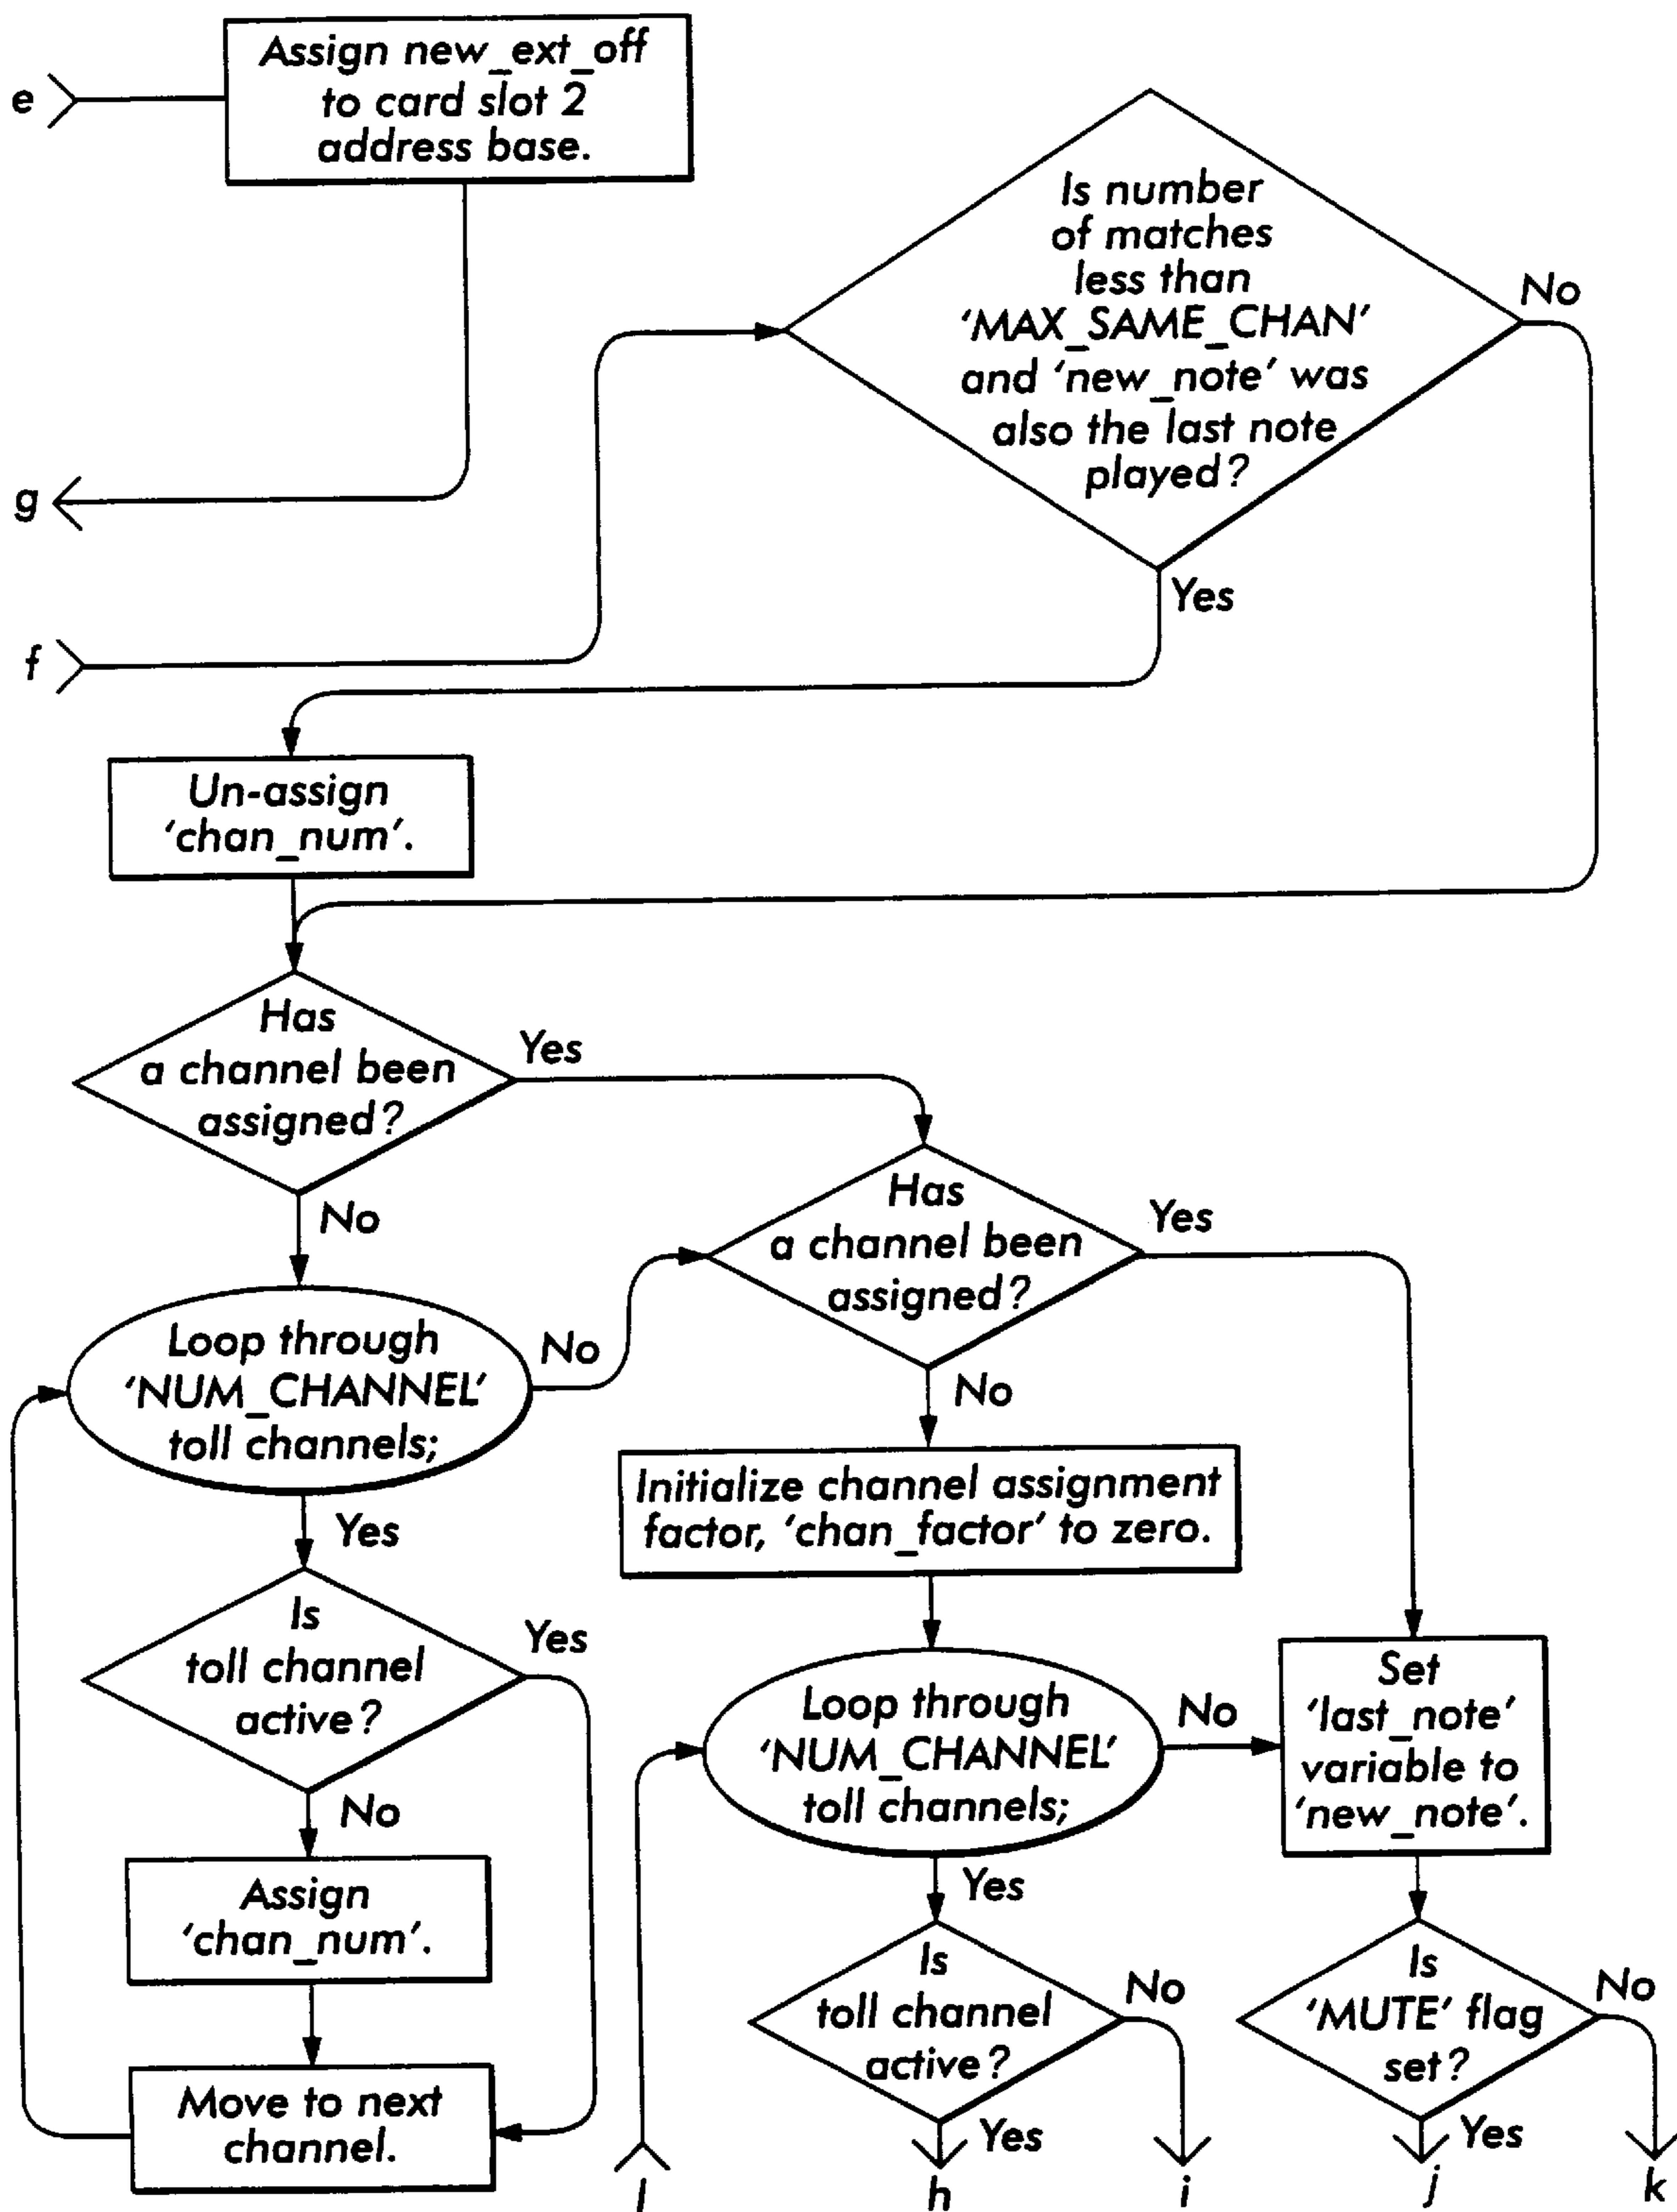 e
Assign new_ext_off
to card slot 2
address base.
g
f
Is number
of matches
less than
'MAX_SAME_CHAN'
and 'new_note' was
also the last note
played?
No
Yes
Un-assign
'chan_num'.
Has
a channel been
assigned?
Yes
No
Has
a channel been
assigned?
Yes
No
Loop through
'NUM_CHANNEL'
toll channels;
No
Yes
Initialize channel assignment
factor, 'chan_factor' to zero.
Is
toll channel
active?
Yes
No
Assign
'chan_num'.
Move to next
channel.
Loop through
'NUM_CHANNEL'
toll channels;
No
Yes
Set
'last_note'
variable to
'new_note'.
Is
toll channel
active?
No
Yes
Is
'MUTE' flag
set?
No
Yes
l
h
i
j
k